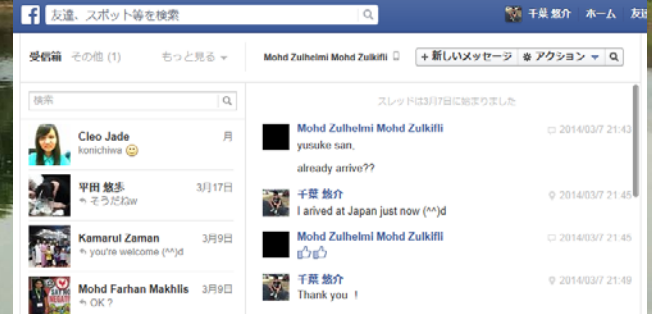 f 友達、スポット等を検索
千葉 悠介 ホーム 友達
受信箱 その他 (1) もっと見る
Mohd Zulhelmi Mohd Zulkifli
+ 新しいメッセージ アクション
検索
スレッドは3月7日に始まりました
Cleo Jade 月
konichiwa
平田 悠歩 3月17日
そうだねw
Kamarul Zaman 3月9日
you're welcome (^^)d
Mohd Farhan Makhlis 3月9日
OK ?
Mohd Zulhelmi Mohd Zulkifli 2014/03/7 21:43
yusuke san,
already arrive??
千葉 悠介 2014/03/7 21:45
I arived at Japan just now (^^)d
Mohd Zulhelmi Mohd Zulkifli 2014/03/7 21:45
千葉 悠介 2014/03/7 21:49
Thank you !